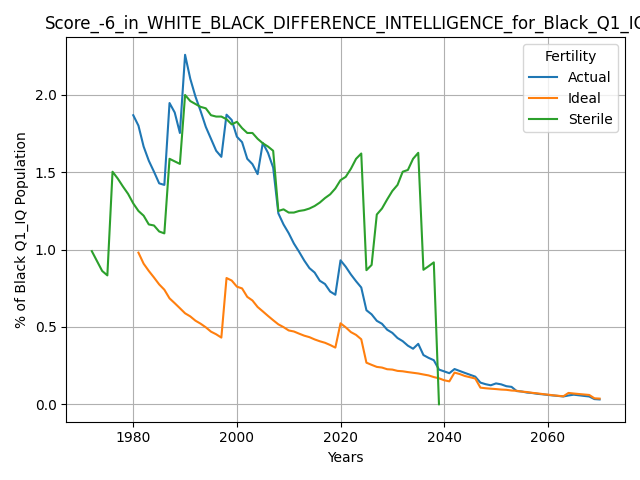 Score_-6_in_WHITE_BLACK_DIFFERENCE_INTELLIGENCE_for_Black_Q1_IQ
% of Black Q1_IQ Population
2.0
1.5
1.0
0.5
0.0
Fertility
Actual
Ideal
Sterile
1980
2000
2020
2040
2060
Years